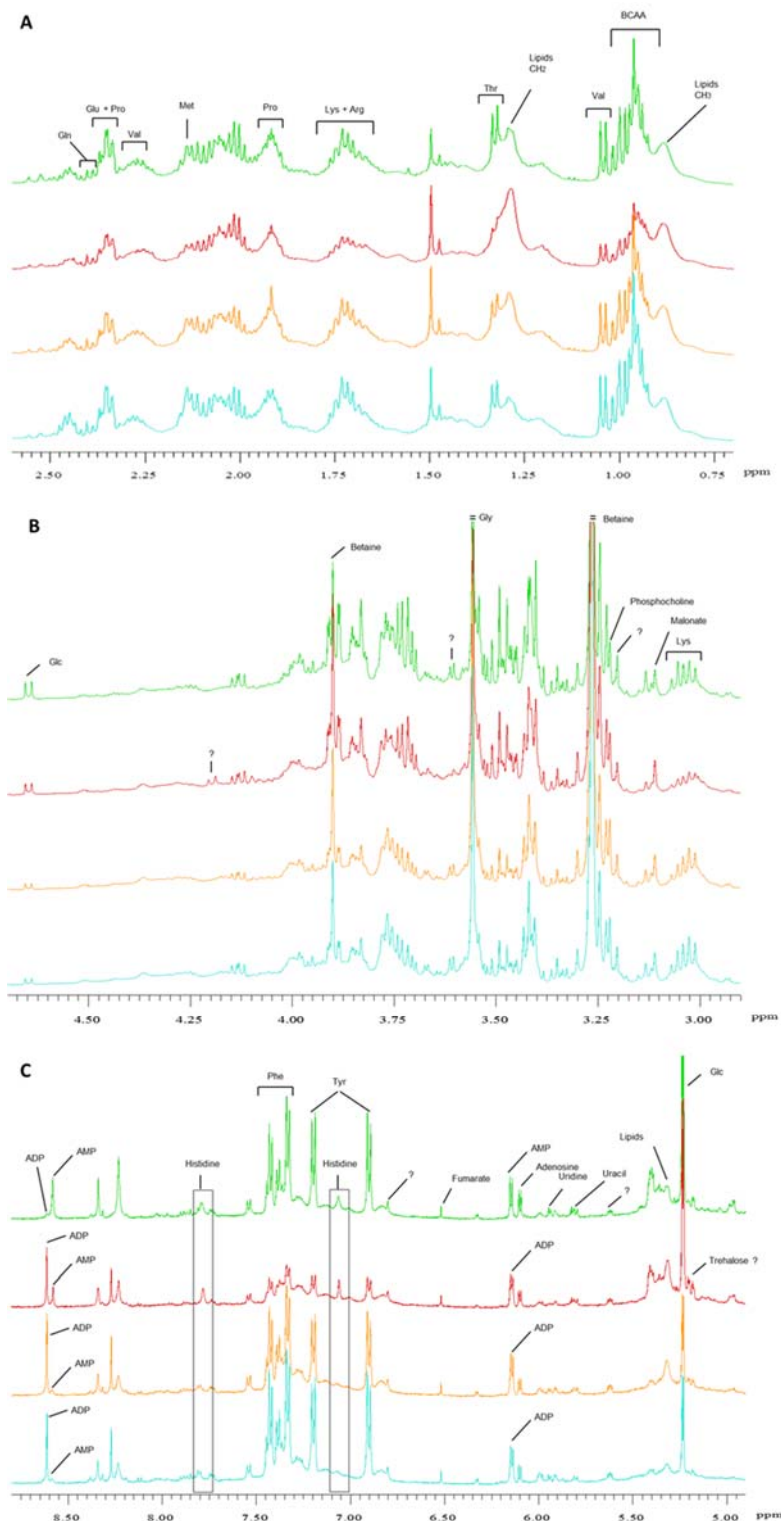 A
BCAA
Lipids
CH2
Lipids
CH3
Glu + Pro
Met
Pro
Lys + Arg
Thr
Val
Gln
Val
2.50 2.25 2.00 1.75 1.50 1.25 1.00 0.75 ppm
B
= Gly
= Betaine
Betaine
Phosphocholine
?
Malonate
Lys
?
Glc
?
4.50 4.25 4.00 3.75 3.50 3.25 3.00 ppm
C
Glc
Phe
Tyr
Lipids
AMP
ADP
Histidine
Histidine
?
Fumarate
AMP
Adenosine
Uridine
Uracil
?
ADP
AMP
ADP
Trehalose ?
ADP
AMP
ADP
ADP
AMP
8.50 8.00 7.50 7.00 6.50 6.00 5.50 5.00 ppm